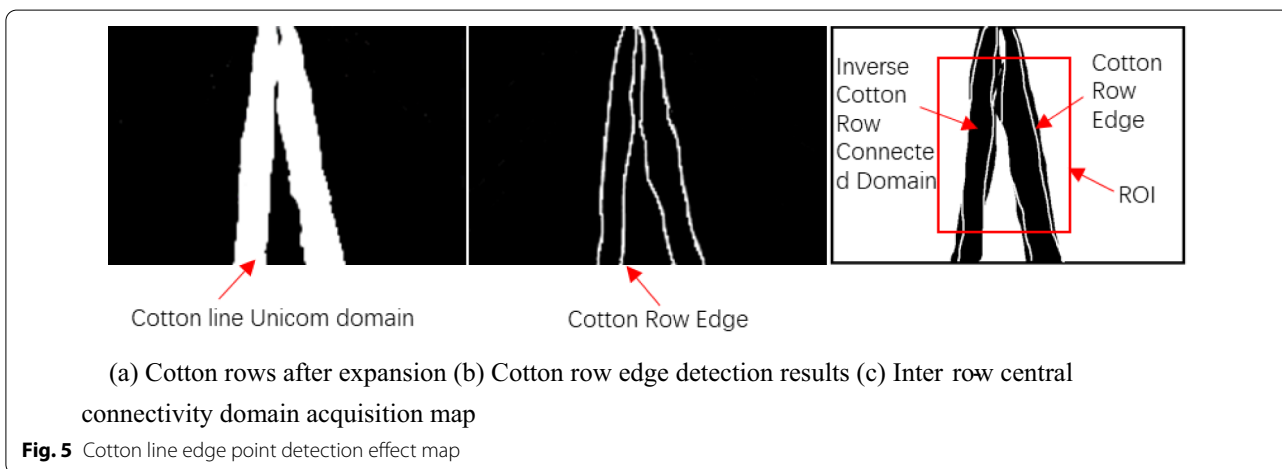 Inverse
Cotton
Row
Connecte
d Domain
Cotton
Row
Edge
ROI
Cotton line Unicom domain
Cotton Row Edge
(a) Cotton rows after expansion (b) Cotton row edge detection results (c) Inter row central
connectivity domain acquisition map
Fig. 5 Cotton line edge point detection effect map